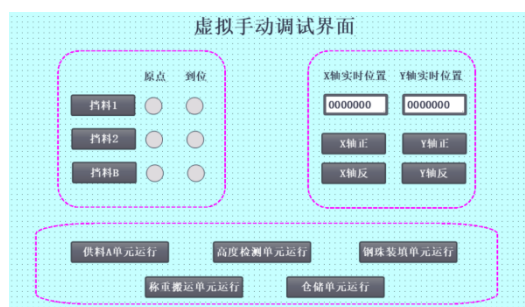 虚拟手动调试界面
原点 到位
挡料1
挡料2
挡料B
X轴实时位置 Y轴实时位置
0000000 0000000
X轴正 Y轴正
X轴反 Y轴反
供料A单元运行 高度检测单元运行 钢珠装填单元运行
称重搬运单元运行 仓储单元运行